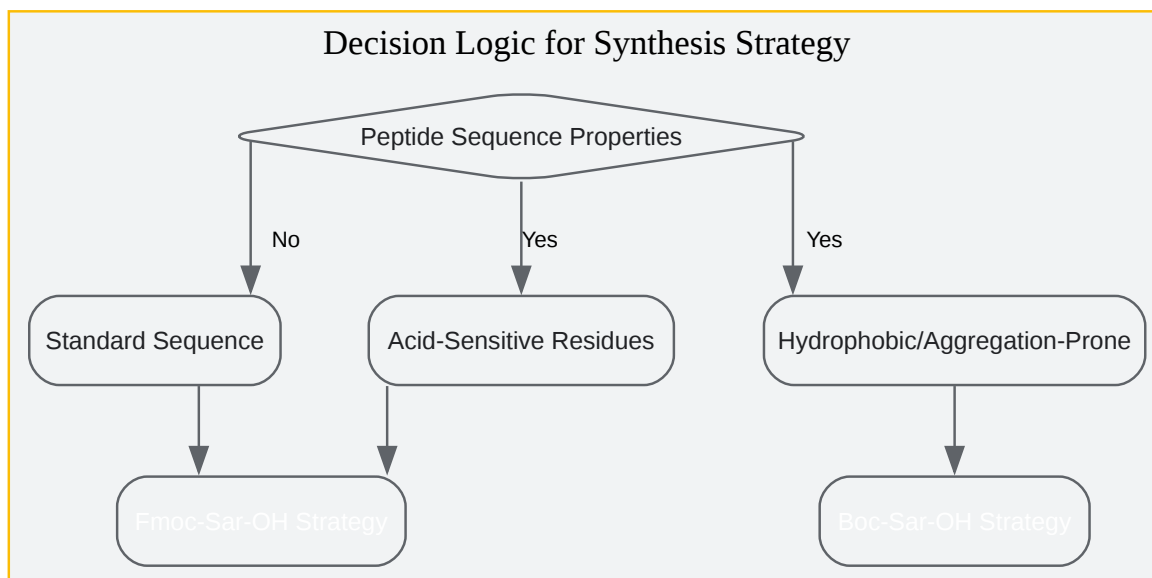 Decision Logic for Synthesis Strategy
Peptide Sequence Properties
No
Yes
Yes
Standard Sequence
Acid-Sensitive Residues
Hydrophobic/Aggregation-Prone
Fmoc-Sar-OH Strategy
Boc-Sar-OH Strategy